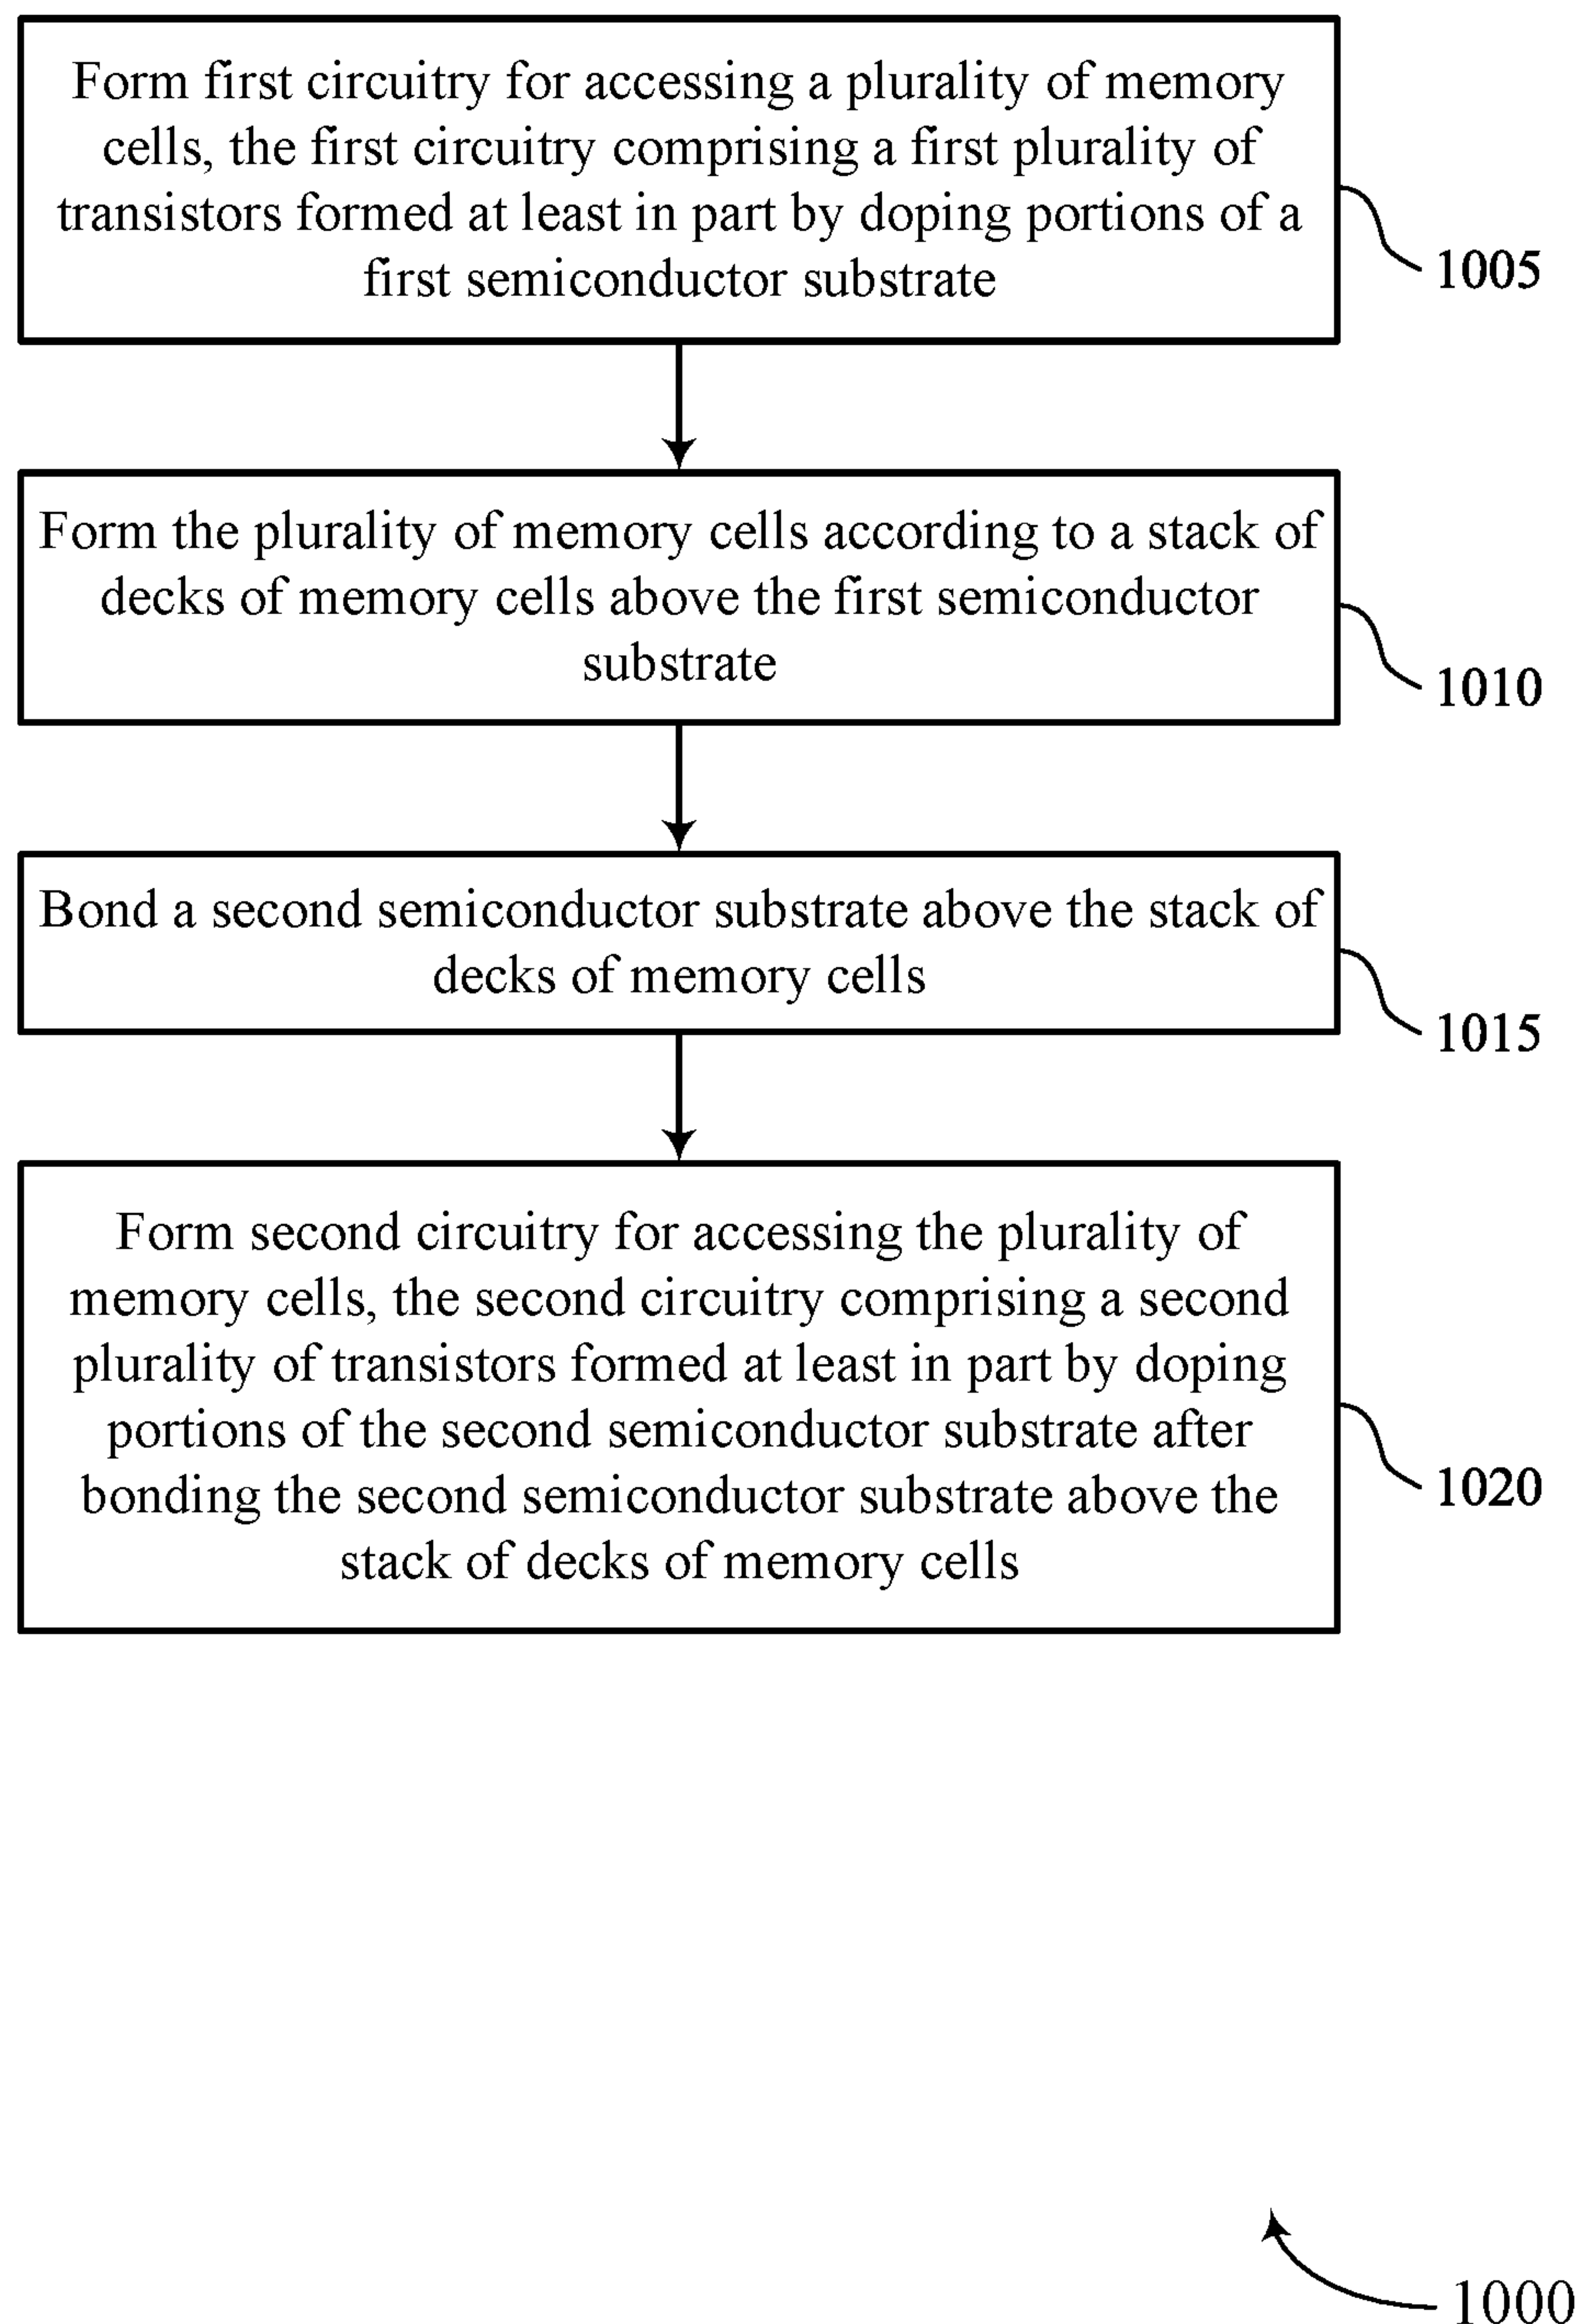 Form first circuitry for accessing a plurality of memory
cells, the first circuitry comprising a first plurality of
transistors formed at least in part by doping portions of a
first semiconductor substrate
1005
Form the plurality of memory cells according to a stack of
decks of memory cells above the first semiconductor
substrate
1010
Bond a second semiconductor substrate above the stack of
decks of memory cells
1015
Form second circuitry for accessing the plurality of
memory cells, the second circuitry comprising a second
plurality of transistors formed at least in part by doping
portions of the second semiconductor substrate after
bonding the second semiconductor substrate above the
stack of decks of memory cells
1020
1000